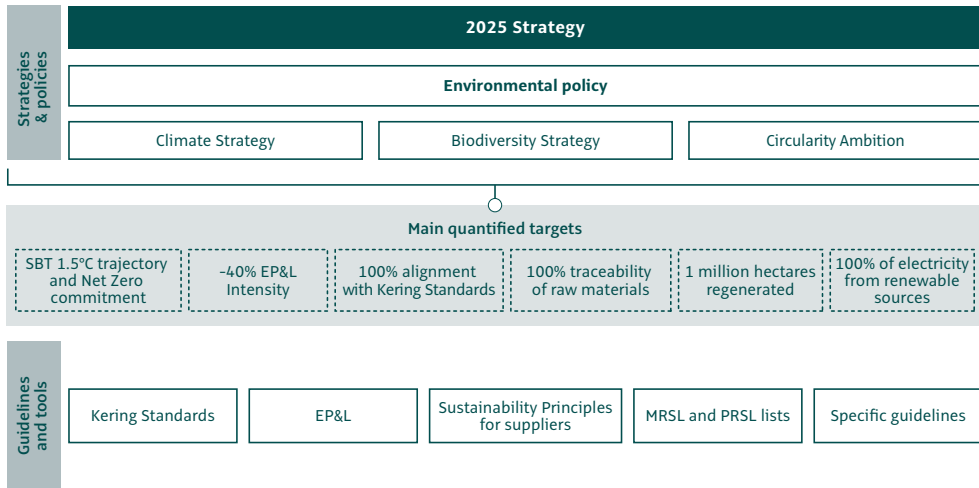 Strategies
& policies
2025 Strategy
Environmental policy
Climate Strategy
Biodiversity Strategy
Circularity Ambition
Main quantified targets
SBT 1.5°C trajectory
and Net Zero
commitment
-40% EP&L
Intensity
100% alignment
with Kering Standards
100% traceability
of raw materials
1 million hectares
regenerated
100% of electricity
from renewable
sources
Guidelines
and tools
Kering Standards
EP&L
Sustainability Principles
for suppliers
MRSL and PRSL lists
Specific guidelines